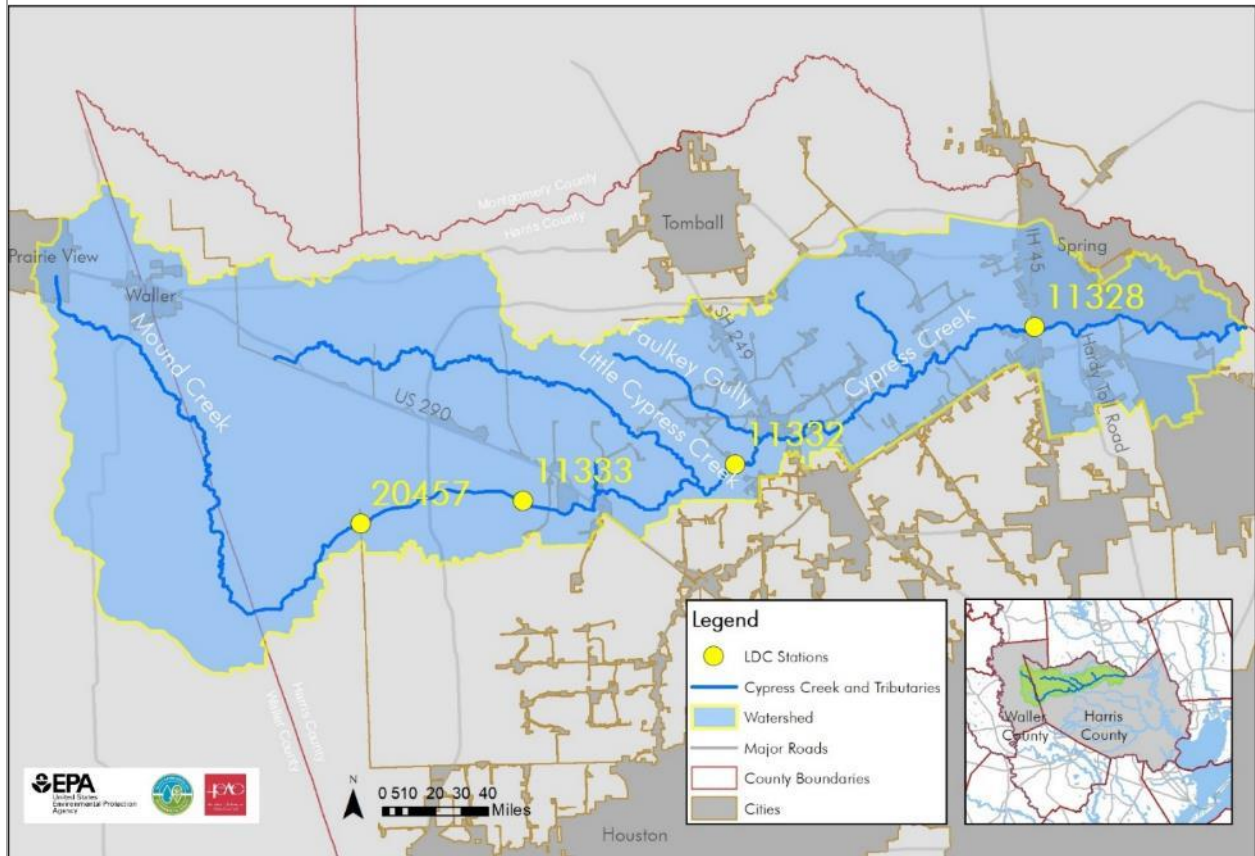 Montgomery County
Harris County
Tomball
Prairie View
Waller
Spring
IH 45
11328
Mound Creek
SH 249
Faulkey Gully
Little Cypress Creek
Cypress Creek
Hardy Toll Road
US 290
11332
11333
20457
Harris County
Waller County
Legend
LDC Stations
Cypress Creek and Tributaries
Watershed
Major Roads
County Boundaries
Cities
Waller
County
Harris
County
EPA
United States
Environmental Protection
Agency
N
0 510 20 30 40
Miles
Houston